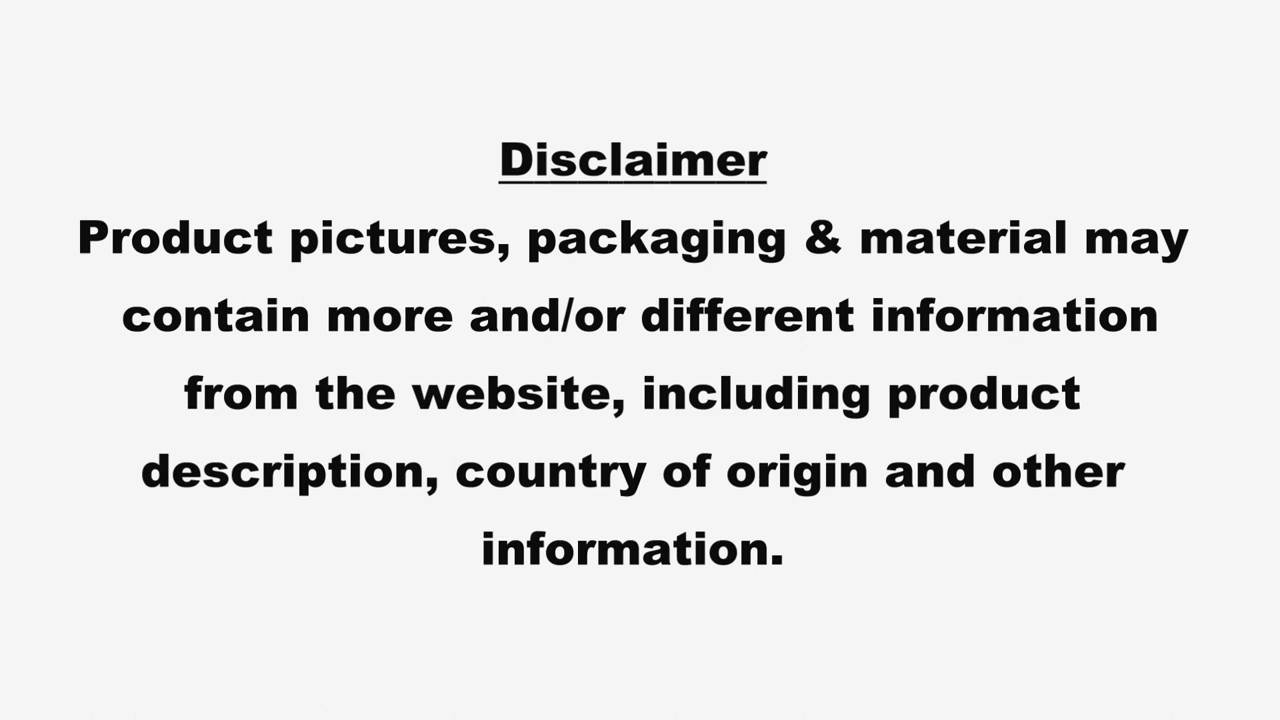 Disclaimer
Product pictures, packaging & material may
contain more and/or different information
from the website, including product
description, country of origin and other
information.